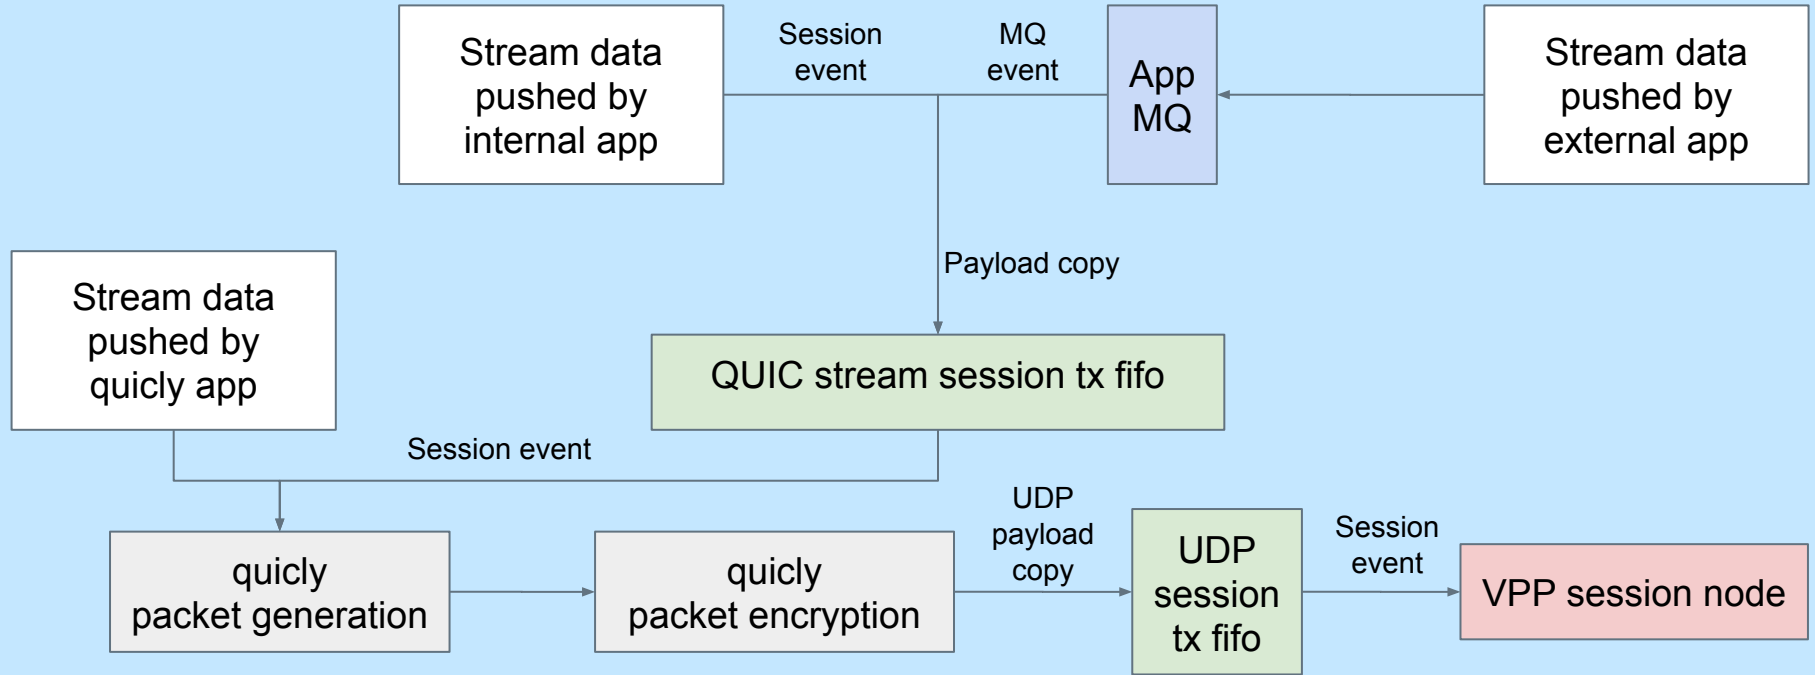 Stream data
pushed by
internal app
Session
event
MQ
event
App
MQ
Stream data
pushed by
external app
Payload copy
Stream data
pushed by
quicly app
QUIC stream session tx fifo
Session event
quicly
packet generation
quicly
packet encryption
UDP
payload
copy
UDP
session
tx fifo
Session
event
VPP session node